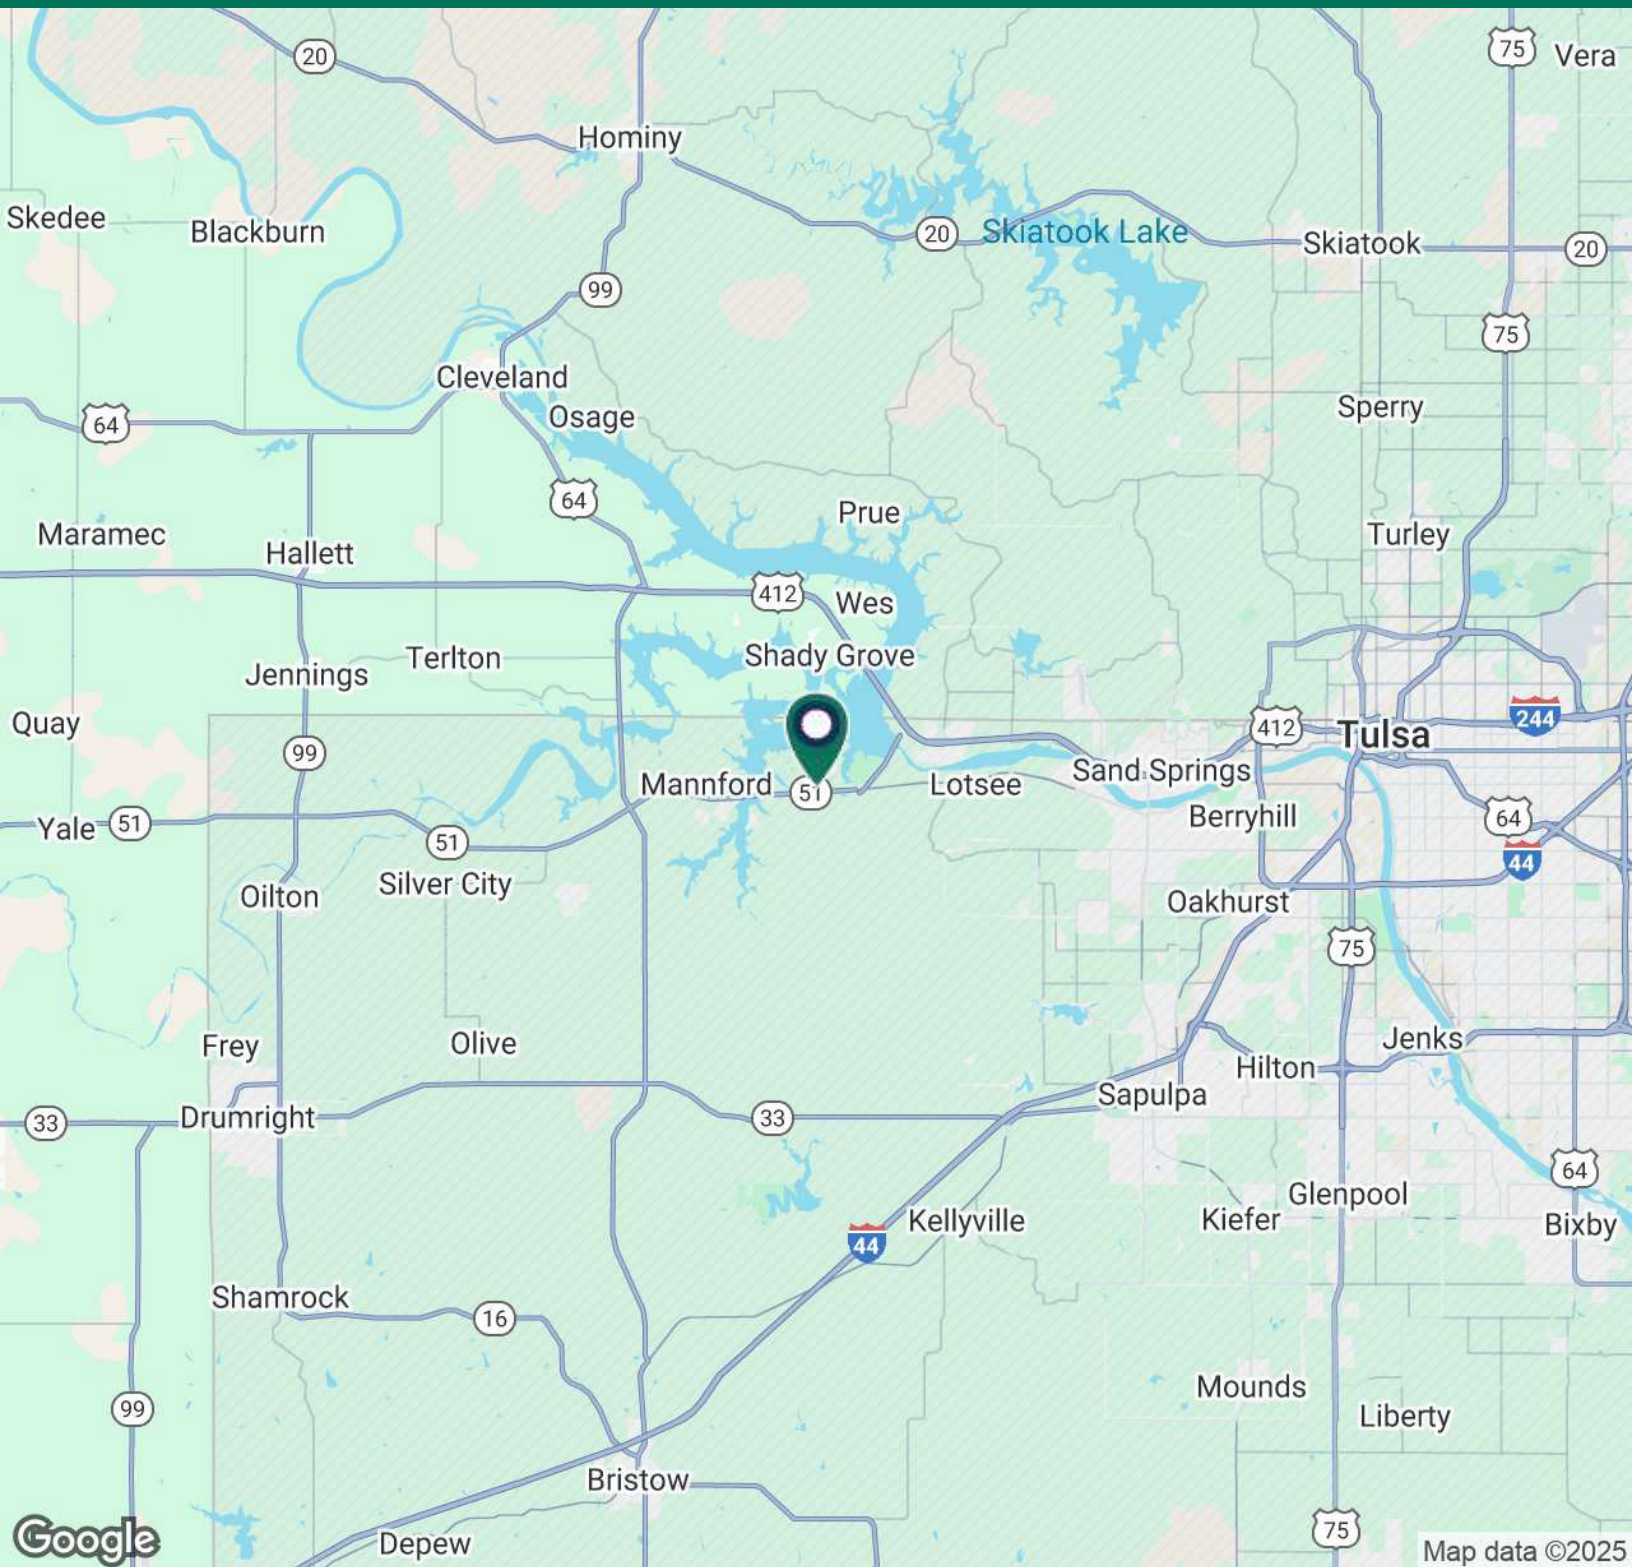 20
75
Vera
Hominy
Skedee
Blackburn
20
Skiatook Lake
Skiatook
20
99
75
Cleveland
Osage
Sperry
64
64
Prue
Maramec
Hallett
Turley
412
Wes
Terlton
Shady Grove
Jennings
Quay
412
Tulsa
244
99
Mannford
51
Lotsee
Sand Springs
Berryhill
64
Yale
51
51
44
Silver City
Oilton
Oakhurst
75
Frey
Olive
Jenks
Hilton
Sapulpa
33
Drumright
33
64
Glenpool
Kellyville
Kiefer
Bixby
44
Shamrock
16
Mounds
99
Liberty
Bristow
75
Google
Depew
Map data ©2025